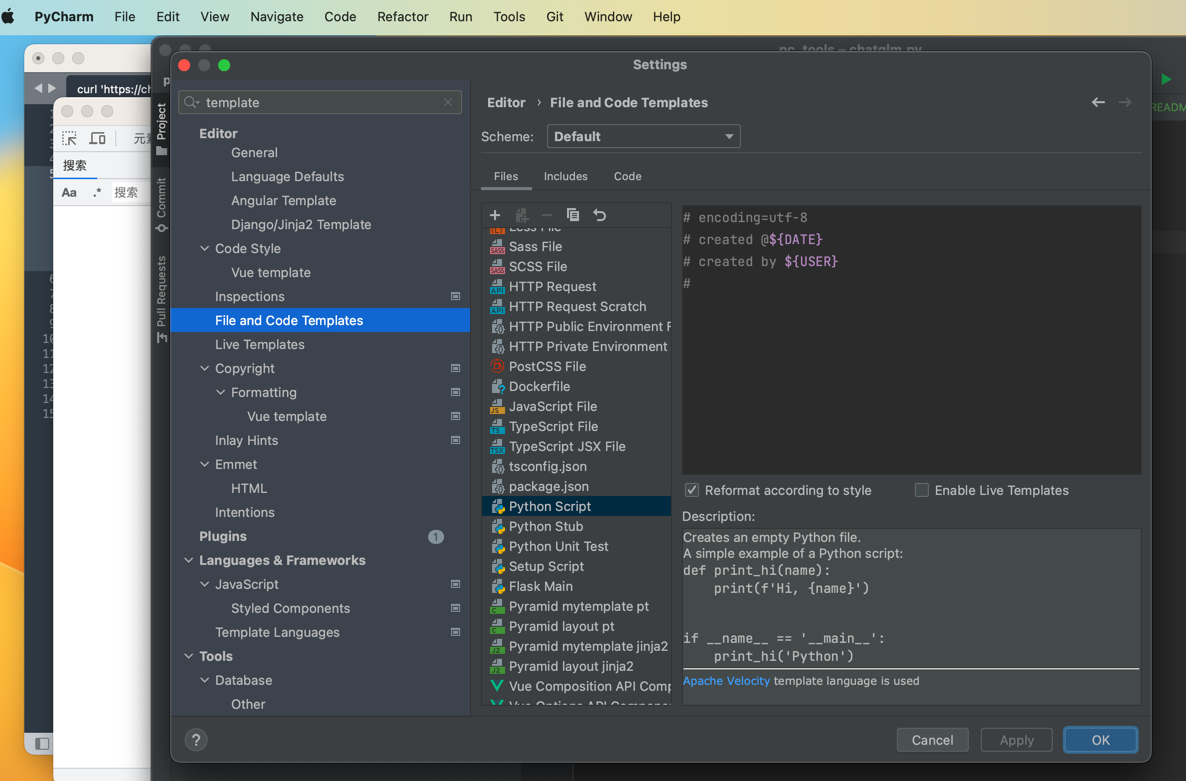 PyCharm File Edit View Navigate Code Refactor Run Tools Git Window Help
pc_tools – chatglm.py
curl 'https://ch
Settings
template
Editor › File and Code Templates
Scheme: Default
Files Includes Code
Project
Commit
Pull Requests
搜索
Aa .* 搜索
Editor
General
Language Defaults
Angular Template
Django/Jinja2 Template
Code Style
Vue template
Inspections
File and Code Templates
Live Templates
Copyright
Formatting
Vue template
Inlay Hints
Emmet
HTML
Intentions
Plugins 1
Languages & Frameworks
JavaScript
Styled Components
Template Languages
Tools
Database
Other
Less File
Sass File
SCSS File
HTTP Request
HTTP Request Scratch
HTTP Public Environment F
HTTP Private Environment
PostCSS File
Dockerfile
JavaScript File
TypeScript File
TypeScript JSX File
tsconfig.json
package.json
Python Script
Python Stub
Python Unit Test
Setup Script
Flask Main
Pyramid mytemplate pt
Pyramid layout pt
Pyramid mytemplate jinja2
Pyramid layout jinja2
Vue Composition API Comp
Vue Options API Compone
# encoding=utf-8
# created @${DATE}
# created by ${USER}
#
Reformat according to style Enable Live Templates
Description:
Creates an empty Python file.
A simple example of a Python script:
def print_hi(name):
print(f'Hi, {name}')
if __name__ == '__main__':
print_hi('Python')
Apache Velocity template language is used
? Cancel Apply OK
READM